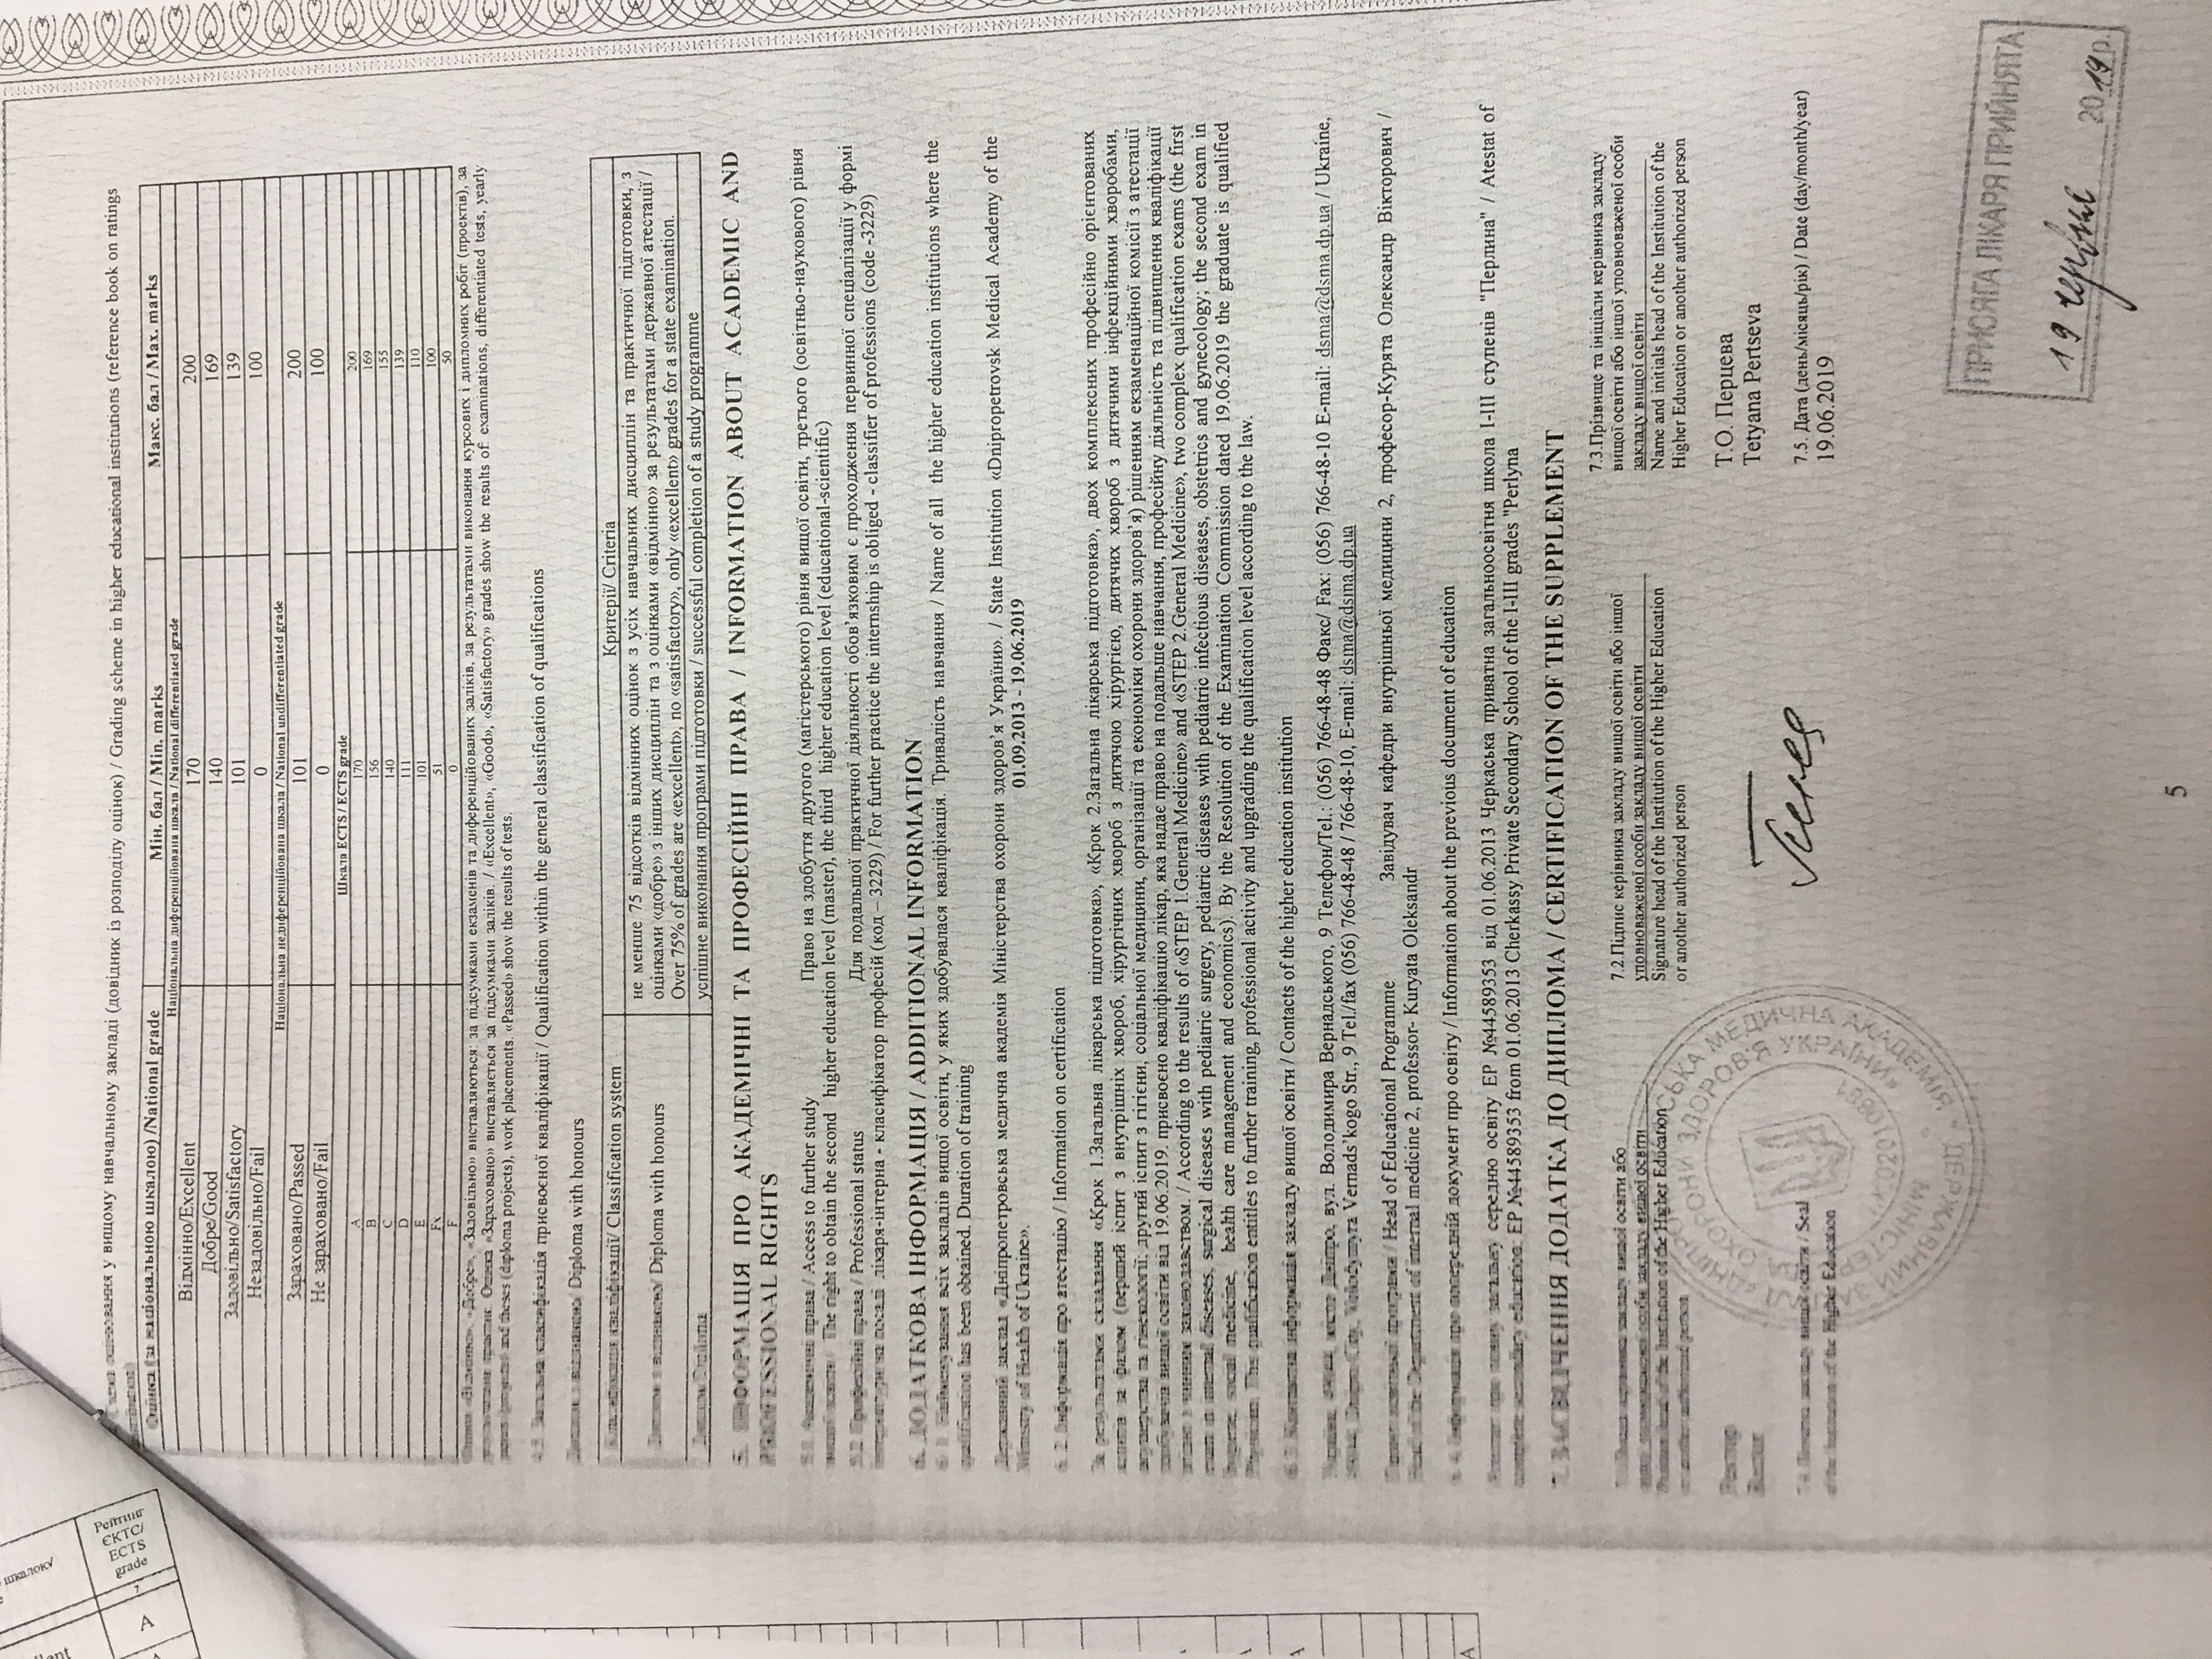 шкалою/
Рейтинг
ЄКТС/
ECTS
grade
A
7
у вищому навчальному закладі (довідник із розподілу оцінок) / Grading scheme in higher educational institutions (reference book on ratings
Оцінка (за національною шкалою) /National grade Мін. бал / Min. marks Макс. бал / Max. marks
Національна диференційована шкала / National differentiated grade
Відмінно/Excellent 170 200
Добре/Good 140 169
Задовільно/Satisfactory 101 139
Незадовільно/Fail 0 100
Національна недиференційована шкала / National undifferentiated grade
Зараховано/Passed 101 200
Не зараховано/Fail 0 100
Шкала ECTS / ECTS grade
A 170 200
B 156 169
C 140 155
D 111 139
E 101 110
Fx 51 100
F 0 50
«Добре», «Задовільно» виставляються: за підсумками екзаменів та диференційованих заліків, за результатами виконання курсових і дипломних робіт (проектів), за
Оцінка «Зараховано» виставляється за підсумками заліків. / «Excellent», «Good», «Satisfactory» grades show the results of: examinations, differentiated tests, yearly
and theses (diploma projects), work placements. «Passed» show the results of tests.
класифікація присвоєної кваліфікації / Qualification within the general classification of qualifications
Diploma with honours
кваліфікації/ Classification system Критерії/ Criteria
Diploma with honours
не менше 75 відсотків відмінних оцінок з усіх навчальних дисциплін та практичної підготовки, з
оцінками «добре» з інших дисциплін та з оцінками «відмінно» за результатами державної атестації /
Over 75% of grades are «excellent», no «satisfactory», only «excellent» grades for a state examination.
Диплом/Diploma успішне виконання програми підготовки / successful completion of a study programme
5. ІНФОРМАЦІЯ ПРО АКАДЕМІЧНІ ТА ПРОФЕСІЙНІ ПРАВА / INFORMATION ABOUT ACADEMIC AND
PROFESSIONAL RIGHTS
5.1. Академічні права / Access to further study Право на здобуття другого (магістерського) рівня вищої освіти, третього (освітньо-наукового) рівня
The right to obtain the second higher education level (master), the third higher education level (educational-scientific)
5.2. Професійні права / Professional status Для подальшої практичної діяльності обов’язковим є проходження первинної спеціалізації у формі
інтернатури на посаді лікаря-інтерна - класифікатор професій (код – 3229) / For further practice the internship is obliged - classifier of professions (code -3229)
6. ДОДАТКОВА ІНФОРМАЦІЯ / ADDITIONAL INFORMATION
6.1. Найменування всіх закладів вищої освіти, у яких здобувалася кваліфікація. Тривалість навчання / Name of all the higher education institutions where the
qualification has been obtained. Duration of training
Державний заклад «Дніпропетровська медична академія Міністерства охорони здоров’я України». / State Institution «Dnipropetrovsk Medical Academy of the
Ministry of Health of Ukraine». 01.09.2013 - 19.06.2019
6.2. Інформація про атестацію / Information on certification
За результатами складання «Крок 1.Загальна лікарська підготовка», «Крок 2.Загальна лікарська підготовка», двох комплексних професійно орієнтованих
іспитів за фахом (перший іспит з внутрішніх хвороб, хірургічних хвороб з дитячою хірургією, дитячих хвороб з дитячими інфекційними хворобами,
акушерства та гінекології; другий іспит з гігієни, соціальної медицини, організації та економіки охорони здоров’я) рішенням екзаменаційної комісії з атестації
здобувачів вищої освіти від 19.06.2019. присвоєно кваліфікацію лікар, яка надає право на подальше навчання, професійну діяльність та підвищення кваліфікації
згідно з чинним законодавством. / According to the results of «STEP 1.General Medicine» and «STEP 2.General Medicine», two complex qualification exams (the first
exam in internal diseases, surgical diseases with pediatric surgery, pediatric diseases with pediatric infectious diseases, obstetrics and gynecology; the second exam in
hygiene, social medicine, health care management and economics). By the Resolution of the Examination Commission dated 19.06.2019 the graduate is qualified
Physician. This qualification entitles to further training, professional activity and upgrading the qualification level according to the law.
6.3. Контактна інформація закладу вищої освіти / Contacts of the higher education institution
місто Дніпро, вул. Володимира Вернадського, 9 Телефон/Tel.: (056) 766-48-48 Факс/ Fax: (056) 766-48-10 E-mail: dsma@dsma.dp.ua / Ukraine,
Dnipro City, Volodymyra Vernads’kogo Str., 9 Tel./fax (056) 766-48-48 / 766-48-10, E-mail: dsma@dsma.dp.ua
/ Head of Educational Programme Завідувач кафедри внутрішньої медицини 2, професор-Курята Олександр Вікторович /
Head of the Department of internal medicine 2, professor- Kuryata Oleksandr
6.4. Інформація про попередній документ про освіту / Information about the previous document of education
загальну середню освіту ЕР №44589353 від 01.06.2013 Черкаська приватна загальноосвітня школа І-ІІІ ступенів "Перлина" / Atestat of
complete secondary education: EP №44589353 from 01.06.2013 Cherkassy Private Secondary School of the I-III grades "Perlyna
7. ЗАСВІДЧЕННЯ ДОДАТКА ДО ДИПЛОМА / CERTIFICATION OF THE SUPPLEMENT
керівника закладу вищої освіти або
особи закладу вищої освіти
head of the Institution of the Higher Education
or another authorized person
7.2.Підпис керівника закладу вищої освіти або іншої
уповноваженої особи закладу вищої освіти
Signature head of the Institution of the Higher Education
or another authorized person
7.3.Прізвище та ініціали керівника закладу
вищої освіти або іншої уповноваженої особи
закладу вищої освіти
Name and initials head of the Institution of the
Higher Education or another authorized person
Ректор
Rector
Т.О. Перцева
Tetyana Pertseva
7.4. Печатка закладу вищої освіти / Seal
of the Institution of the Higher Education
7.5. Дата (день/місяць/рік) / Date (day/month/year)
19.06.2019
ДЕРЖАВНИЙ ЗАКЛАД «ДНІПРОПЕТРОВСЬКА МЕДИЧНА АКАДЕМІЯ
МІНІСТЕРСТВА ОХОРОНИ ЗДОРОВ'Я УКРАЇНИ»
02010681
ПРИСЯГА ЛІКАРЯ ПРИЙНЯТА
19 червня 2019 р.
5